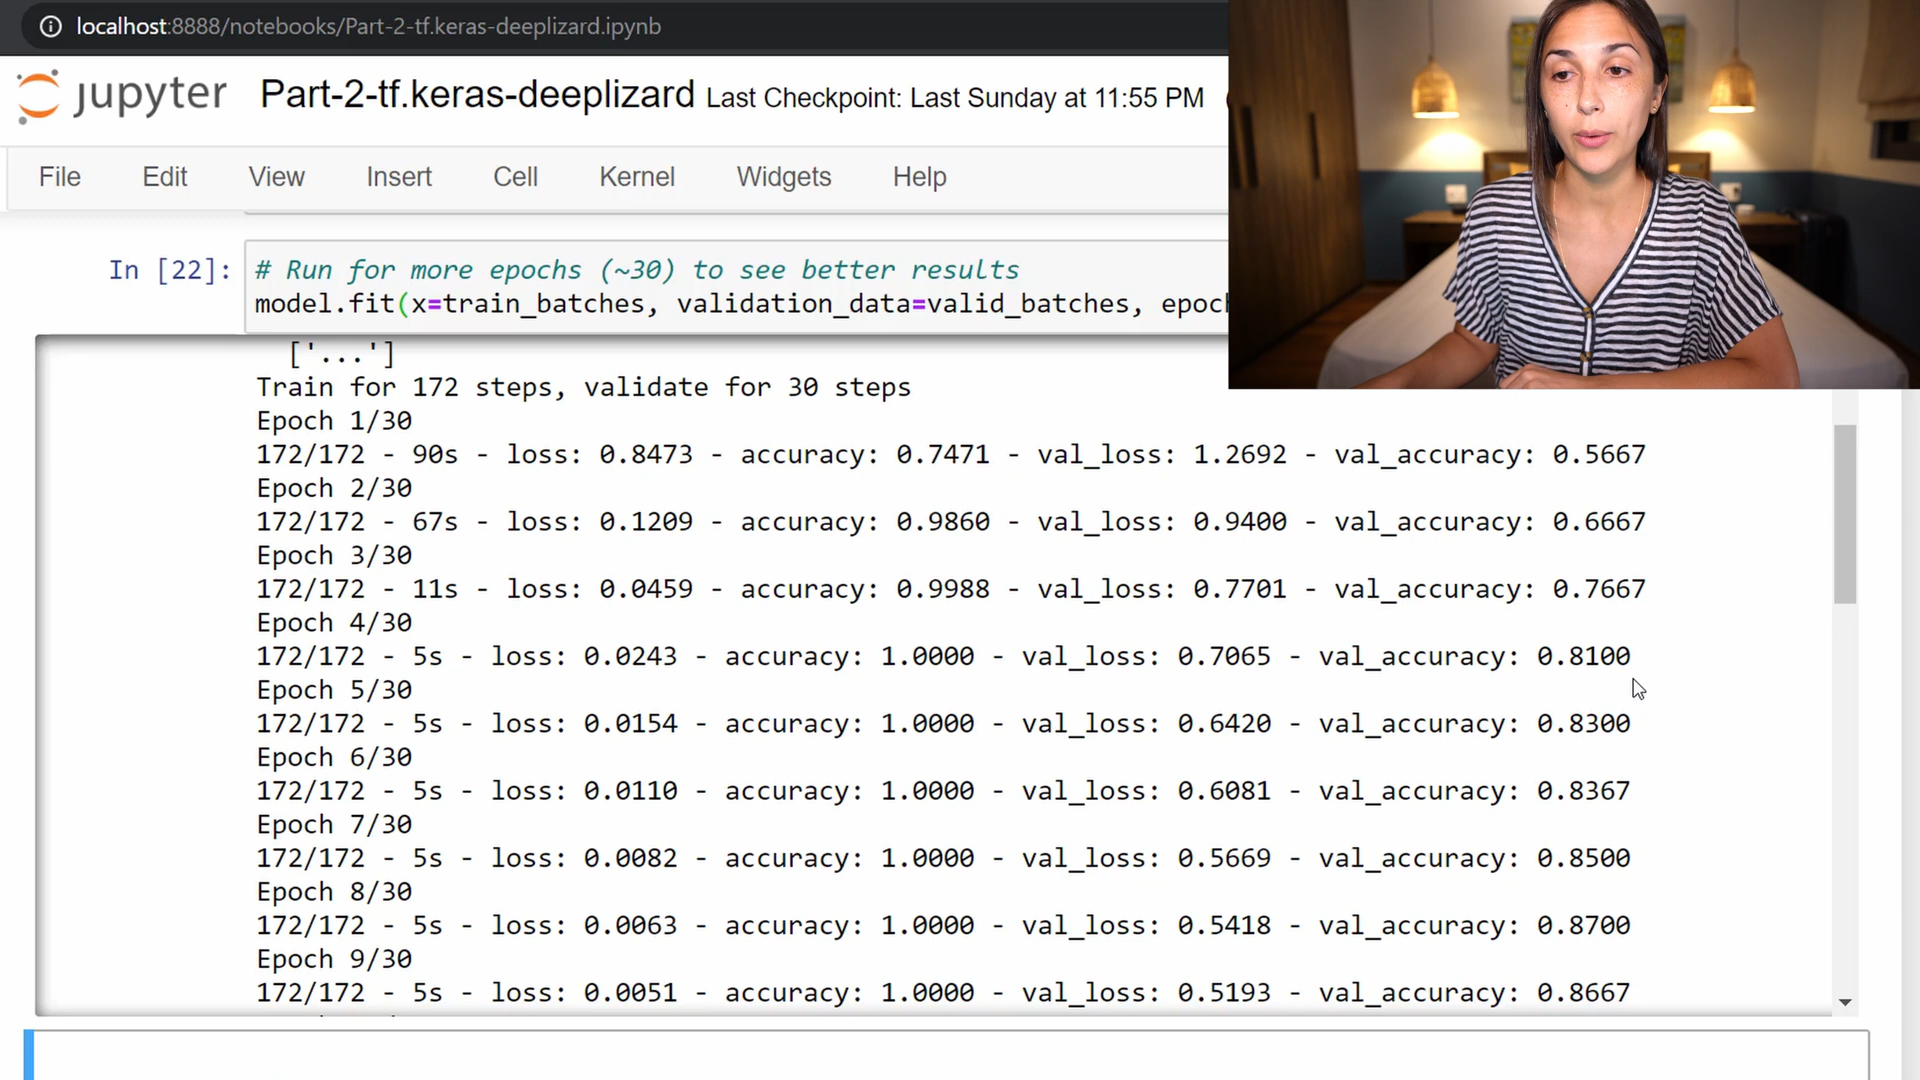 localhost:8888/notebooks/Part-2-tf.keras-deeplizard.ipynb
jupyter Part-2-tf.keras-deeplizard Last Checkpoint: Last Sunday at 11:55 PM
File Edit View Insert Cell Kernel Widgets Help
In [22]: # Run for more epochs (~30) to see better results
model.fit(x=train_batches, validation_data=valid_batches, epoch
['...']
Train for 172 steps, validate for 30 steps
Epoch 1/30
172/172 - 90s - loss: 0.8473 - accuracy: 0.7471 - val_loss: 1.2692 - val_accuracy: 0.5667
Epoch 2/30
172/172 - 67s - loss: 0.1209 - accuracy: 0.9860 - val_loss: 0.9400 - val_accuracy: 0.6667
Epoch 3/30
172/172 - 11s - loss: 0.0459 - accuracy: 0.9988 - val_loss: 0.7701 - val_accuracy: 0.7667
Epoch 4/30
172/172 - 5s - loss: 0.0243 - accuracy: 1.0000 - val_loss: 0.7065 - val_accuracy: 0.8100
Epoch 5/30
172/172 - 5s - loss: 0.0154 - accuracy: 1.0000 - val_loss: 0.6420 - val_accuracy: 0.8300
Epoch 6/30
172/172 - 5s - loss: 0.0110 - accuracy: 1.0000 - val_loss: 0.6081 - val_accuracy: 0.8367
Epoch 7/30
172/172 - 5s - loss: 0.0082 - accuracy: 1.0000 - val_loss: 0.5669 - val_accuracy: 0.8500
Epoch 8/30
172/172 - 5s - loss: 0.0063 - accuracy: 1.0000 - val_loss: 0.5418 - val_accuracy: 0.8700
Epoch 9/30
172/172 - 5s - loss: 0.0051 - accuracy: 1.0000 - val_loss: 0.5193 - val_accuracy: 0.8667